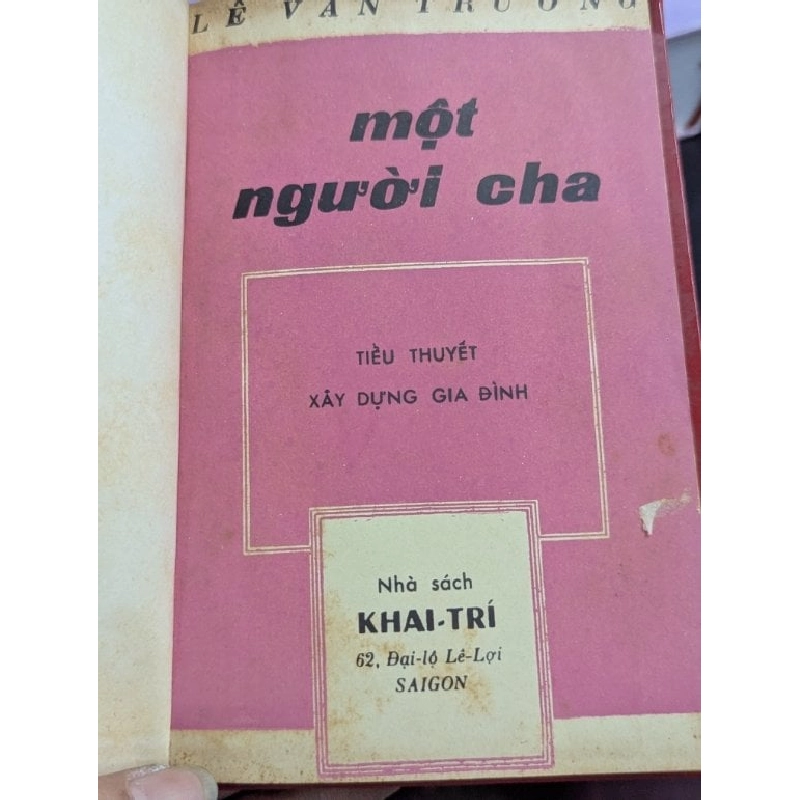 LÊ VĂN TRƯƠNG
một
người cha
TIỂU THUYẾT
XÂY DỰNG GIA ĐÌNH
Nhà sách
KHAI-TRÍ
62, Đại-lộ Lê-Lợi
SAIGON